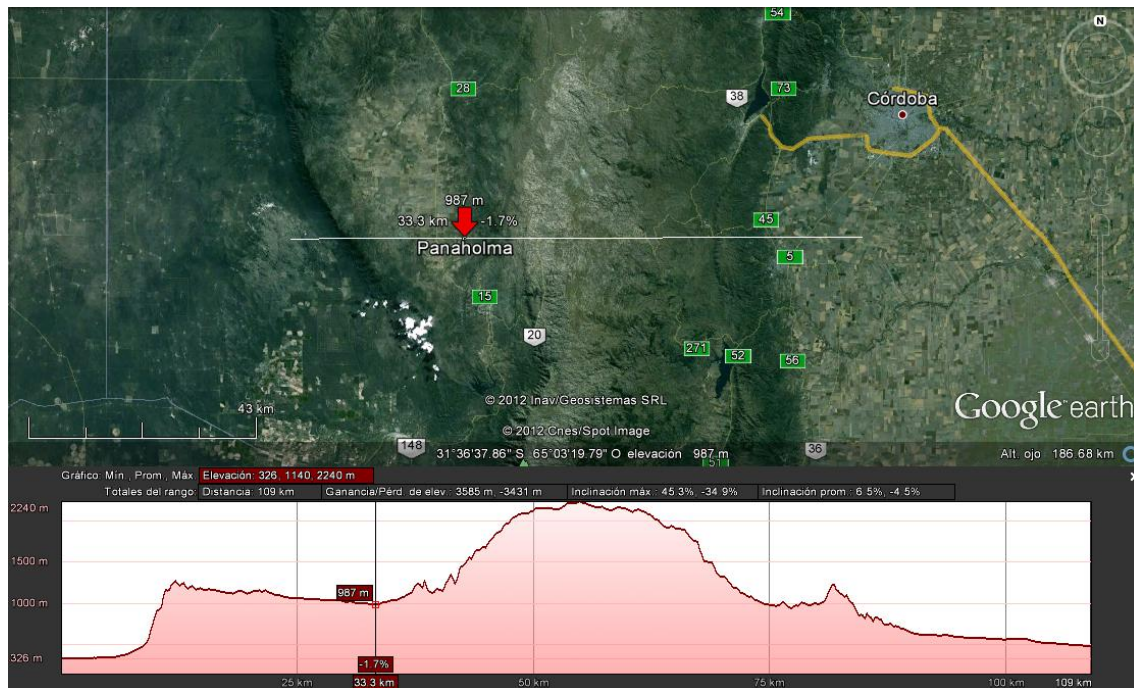 54
N
28
38
73
Córdoba
987 m
33.3 km -1.7%
Panaholma
45
5
15
20
271
52
56
© 2012 Inav/Geosistemas SRL
43 km
Google earth
© 2012 Cnes/Spot Image
148
36
31°36'37.86" S 65°03'19.79" O elevación 987 m
Alt. ojo 186.68 km
51
Gráfico: Mín., Prom., Máx. Elevación: 326, 1140, 2240 m
Totales del rango: Distancia: 109 km Ganancia/Pérd. de elev.: 3585 m, -3431 m Inclinación máx.: 45.3%, -34.9% Inclinación prom.: 6.5%, -4.5%
2240 m
1500 m
987 m
1000 m
326 m
-1.7%
25 km 33.3 km 50 km 75 km 100 km 109 km